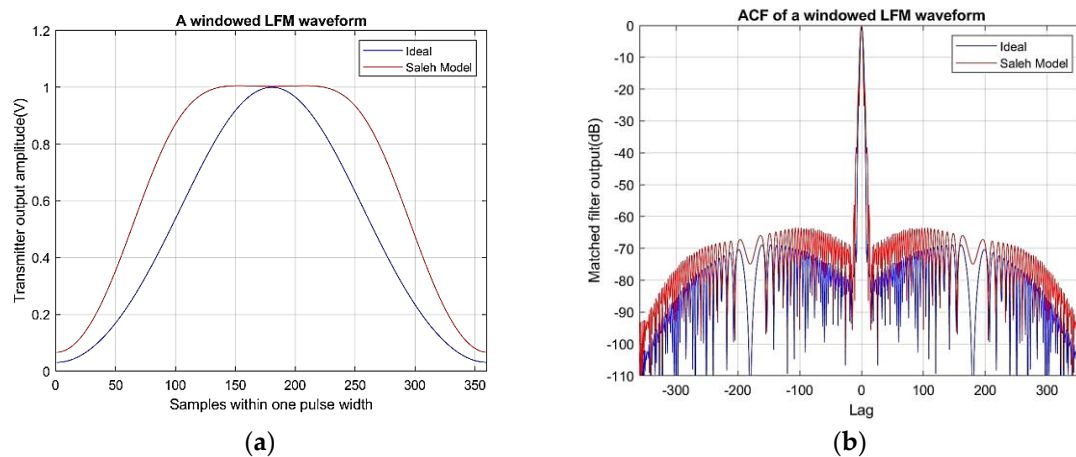 A windowed LFM waveform
1.2
1
0.8
0.6
0.4
0.2
0
Transmitter output amplitude(V)
Ideal
Saleh Model
0 50 100 150 200 250 300 350
Samples within one pulse width
(a)
ACF of a windowed LFM waveform
0
-10
-20
-30
-40
-50
-60
-70
-80
-90
-100
-110
Matched filter output(dB)
Ideal
Saleh Model
-300 -200 -100 0 100 200 300
Lag
(b)